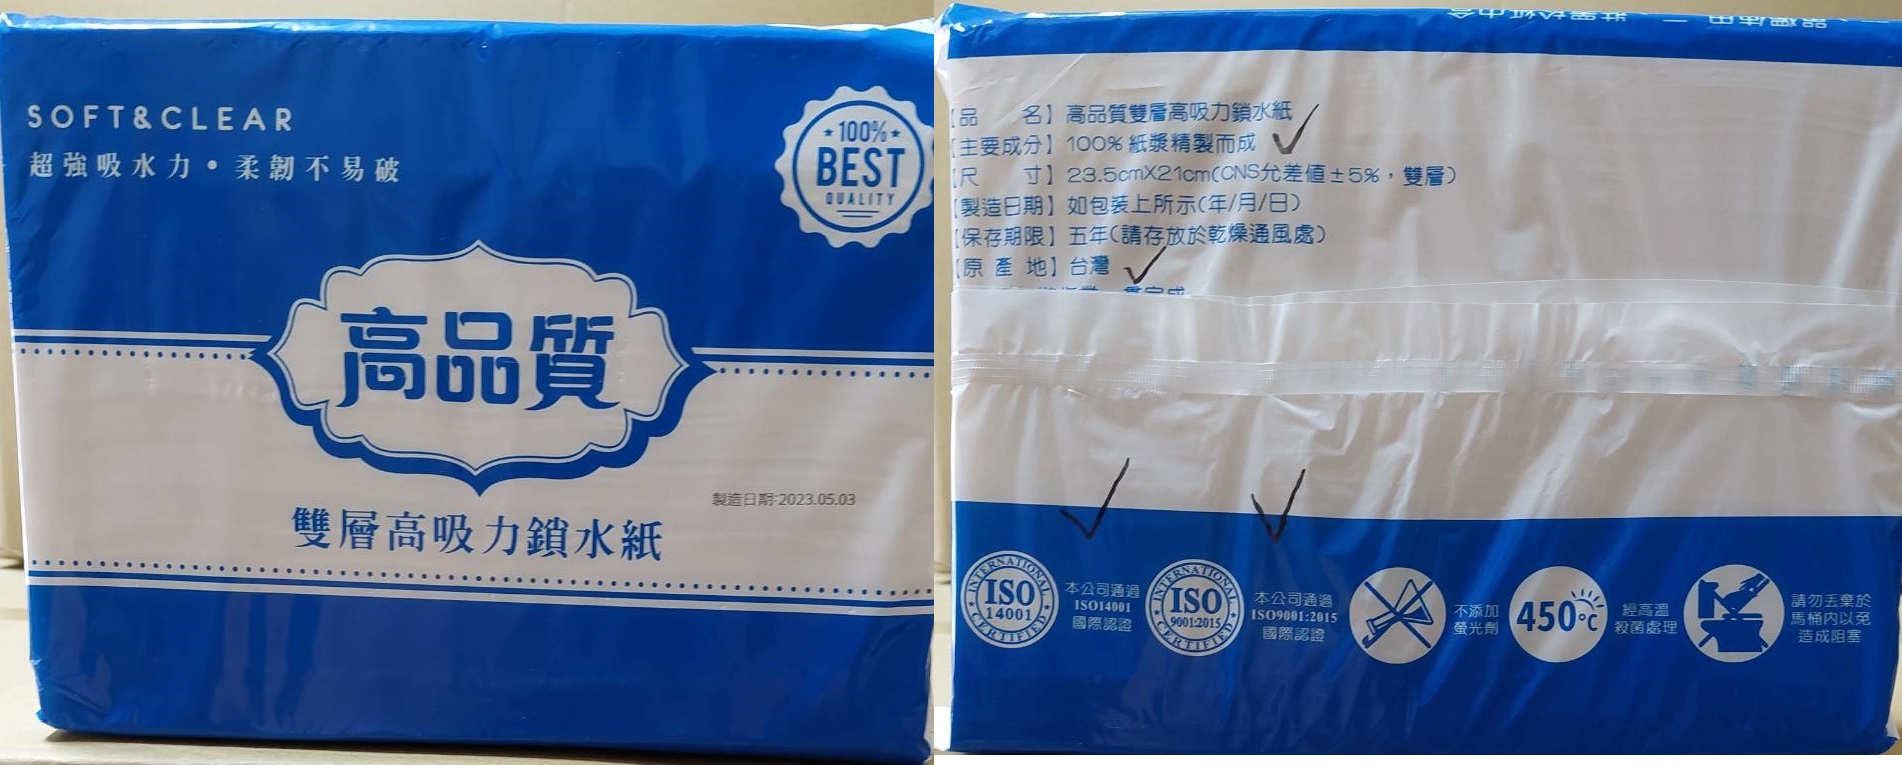 SOFT&CLEAR
超強吸水力•柔韌不易破
100%
BEST
QUALITY
高品質
製造日期:2023.05.03
雙層高吸力鎖水紙
【品 名】高品質雙層高吸力鎖水紙
【主要成分】100%紙漿精製而成
【尺 寸】23.5cmX21cm(CNS允差值±5%，雙層)
【製造日期】如包裝上所示(年/月/日)
【保存期限】五年(請存放於乾燥通風處)
【原 產 地】台灣
INTERNATIONAL
ISO
14001
CERTIFIED
本公司通過
ISO14001
國際認證
INTERNATIONAL
ISO
9001:2015
CERTIFIED
本公司通過
ISO9001:2015
國際認證
不添加
螢光劑
450°C
經高溫
殺菌處理
請勿丟棄於
馬桶內以免
造成阻塞